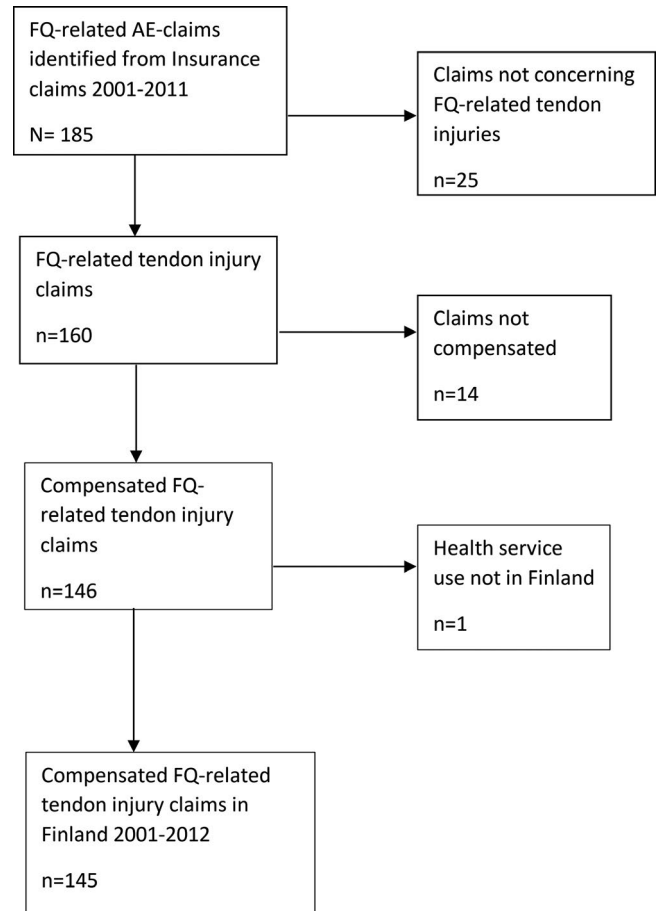 FQ-related AE-claims
identified from Insurance
claims 2001-2011
N= 185
Claims not concerning
FQ-related tendon
injuries
n=25
FQ-related tendon injury
claims
n=160
Claims not
compensated
n=14
Compensated FQ-
related tendon injury
claims
n=146
Health service
use not in Finland
n=1
Compensated FQ-related
tendon injury claims in
Finland 2001-2012
n=145